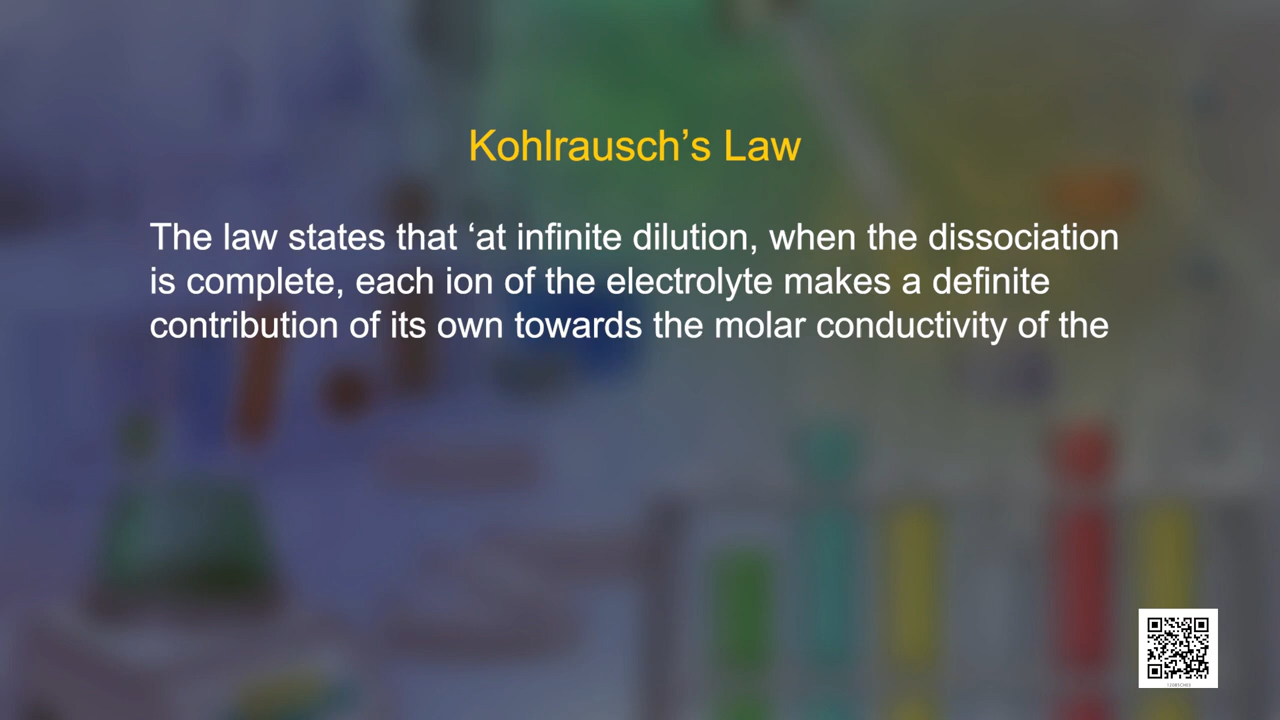 Kohlrausch’s Law
The law states that ‘at infinite dilution, when the dissociation
is complete, each ion of the electrolyte makes a definite
contribution of its own towards the molar conductivity of the